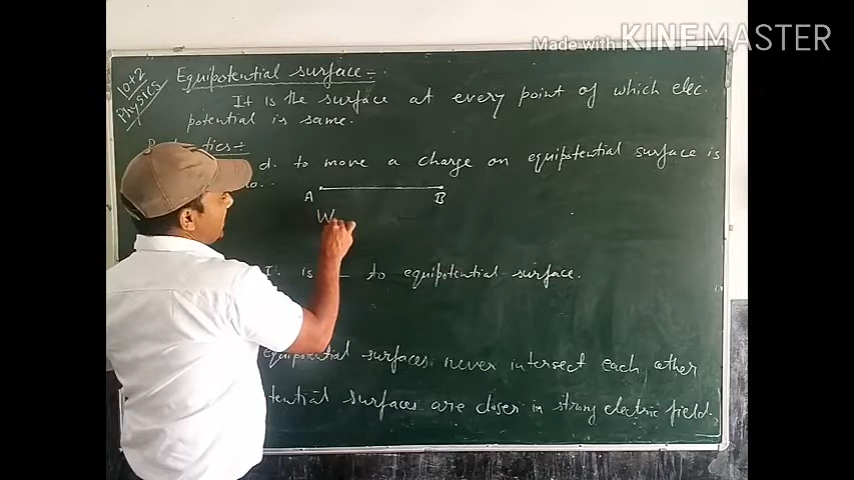 Made with KINEMASTER
10+2
Physics
Equipotential surface :-
It is the surface at every point of which elec.
potential is same.
d. to move a charge on equipotential surface is
A B
W
is ⊥ to equipotential surface.
equipotential surfaces never intersect each other
tential surfaces are closer in strong electric field.